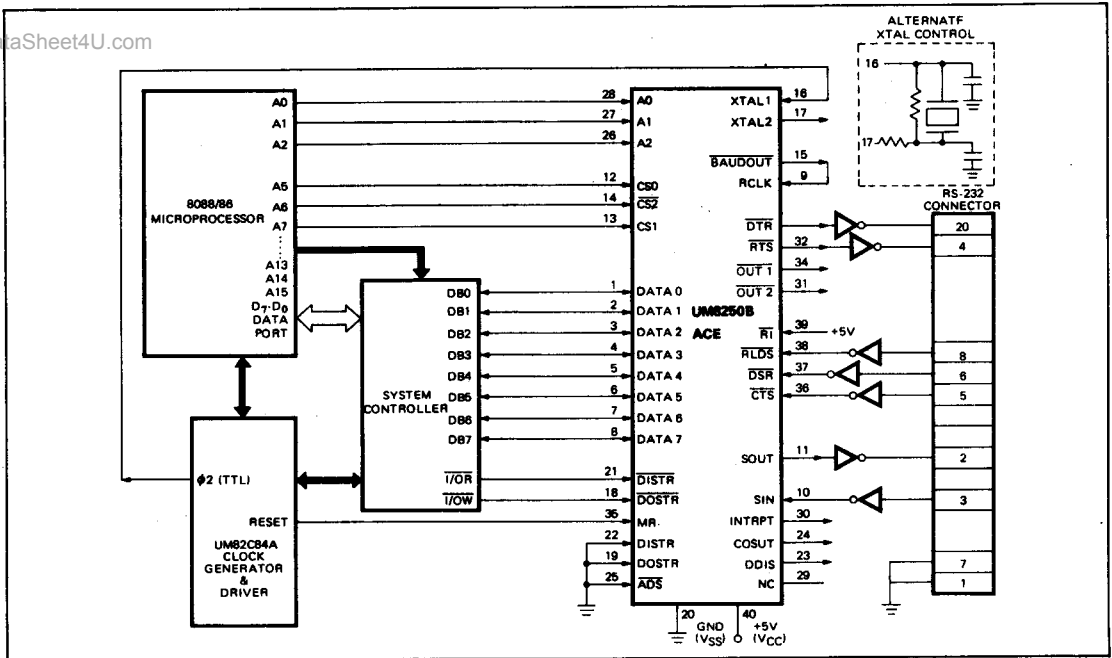 taSheet4U.com
ALTERNATF
XTAL CONTROL
16
17
8088/86
MICROPROCESSOR
A0
A1
A2
A5
A6
A7
A13
A14
A15
D7-D0
DATA
PORT
28
27
26
12
14
13
A0
A1
A2
CS0
CS2
CS1
SYSTEM
CONTROLLER
DB0
DB1
DB2
DB3
DB4
DB5
DB6
DB7
I/OR
I/OW
1
2
3
4
5
6
7
8
21
18
35
22
19
25
DATA 0
DATA 1
DATA 2
DATA 3
DATA 4
DATA 5
DATA 6
DATA 7
DISTR
DOSTR
MR.
DISTR
DOSTR
ADS
UM8250B
ACE
XTAL1
16
XTAL2
17
BAUDOUT
15
RCLK
9
DTR
RTS
32
OUT 1
34
OUT 2
31
RI
39
+5V
RLDS
38
DSR
37
CTS
36
SOUT
11
SIN
10
INTRPT
30
COSUT
24
DDIS
23
NC
29
20
GND
(VSS)
40
+5V
(VCC)
RS-232
CONNECTOR
20
4
8
6
5
2
3
7
1
ϕ2 (TTL)
RESET
UM82C84A
CLOCK
GENERATOR
&
DRIVER